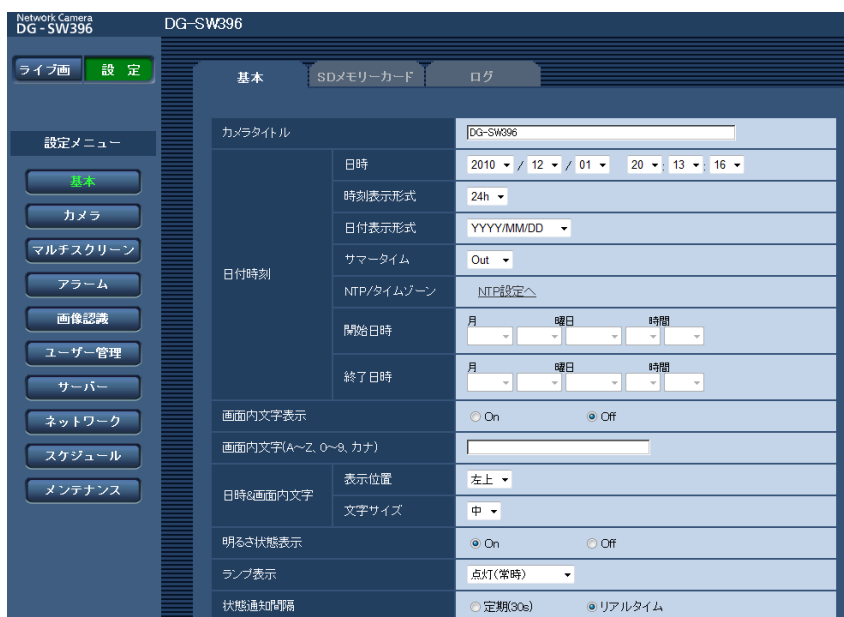 Network Camera
DG-SW396
DG-SW396
ライブ画 設定
基本 SDメモリーカード ログ
設定メニュー
基本
カメラ
マルチスクリーン
アラーム
画像認識
ユーザー管理
サーバー
ネットワーク
スケジュール
メンテナンス
カメラタイトル DG-SW396
日付時刻
日時 2010 / 12 / 01 20 : 13 : 16
時刻表示形式 24h
日付表示形式 YYYY/MM/DD
サマータイム Out
NTP/タイムゾーン NTP設定へ
開始日時 月 曜日 時間
終了日時 月 曜日 時間
画面内文字表示 On Off
画面内文字(A~Z、0~9、カナ)
日時&画面内文字
表示位置 左上
文字サイズ 中
明るさ状態表示 On Off
ランプ表示 点灯(常時)
状態通知間隔 定期(30s) リアルタイム